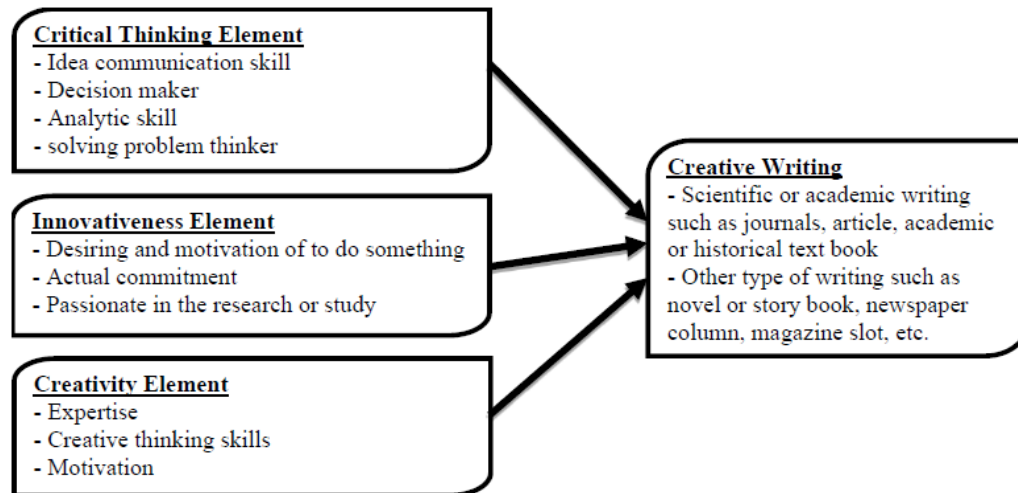 Critical Thinking Element
- Idea communication skill
- Decision maker
- Analytic skill
- solving problem thinker
Innovativeness Element
- Desiring and motivation of to do something
- Actual commitment
- Passionate in the research or study
Creativity Element
- Expertise
- Creative thinking skills
- Motivation
Creative Writing
- Scientific or academic writing
such as journals, article, academic
or historical text book
- Other type of writing such as
novel or story book, newspaper
column, magazine slot, etc.